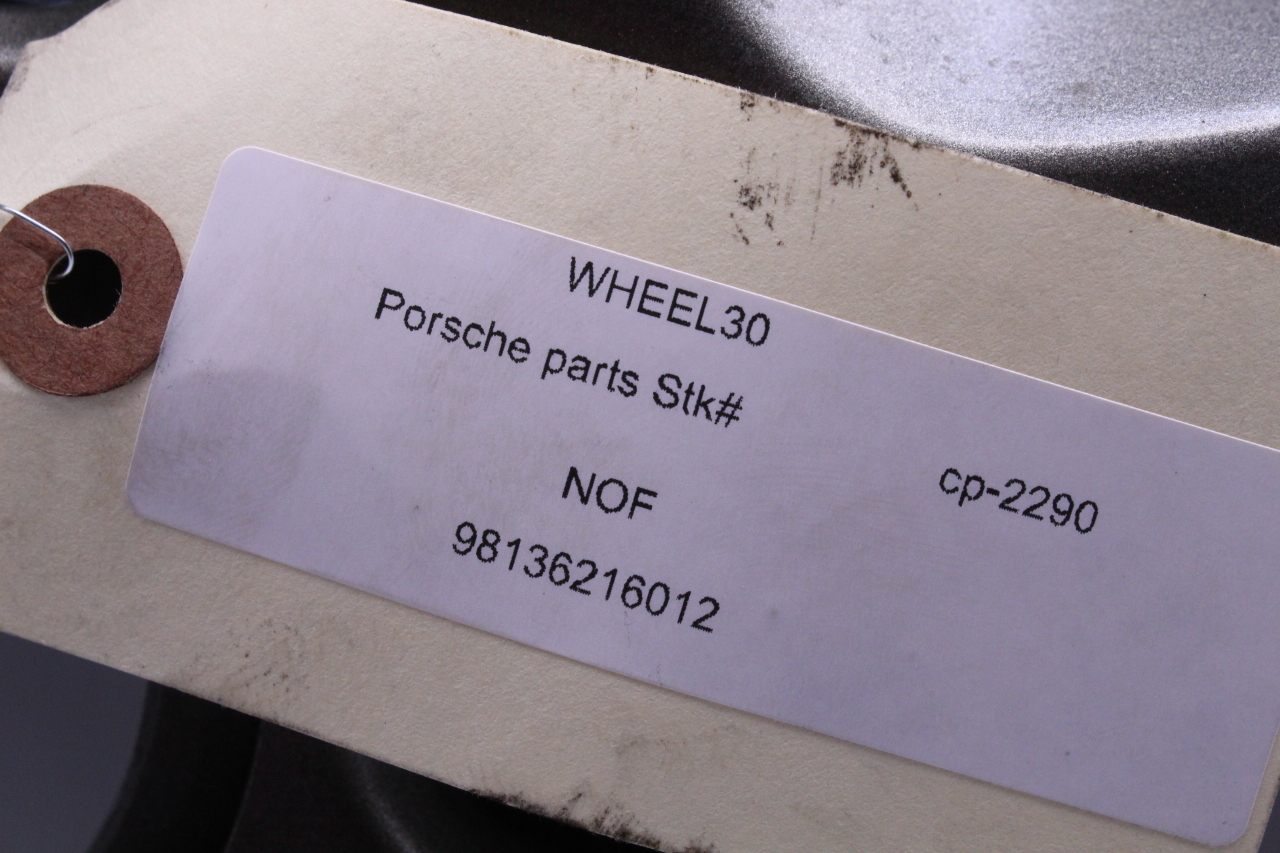 WHEEL30
Porsche parts Stk#
cp-2290
NOF
98136216012